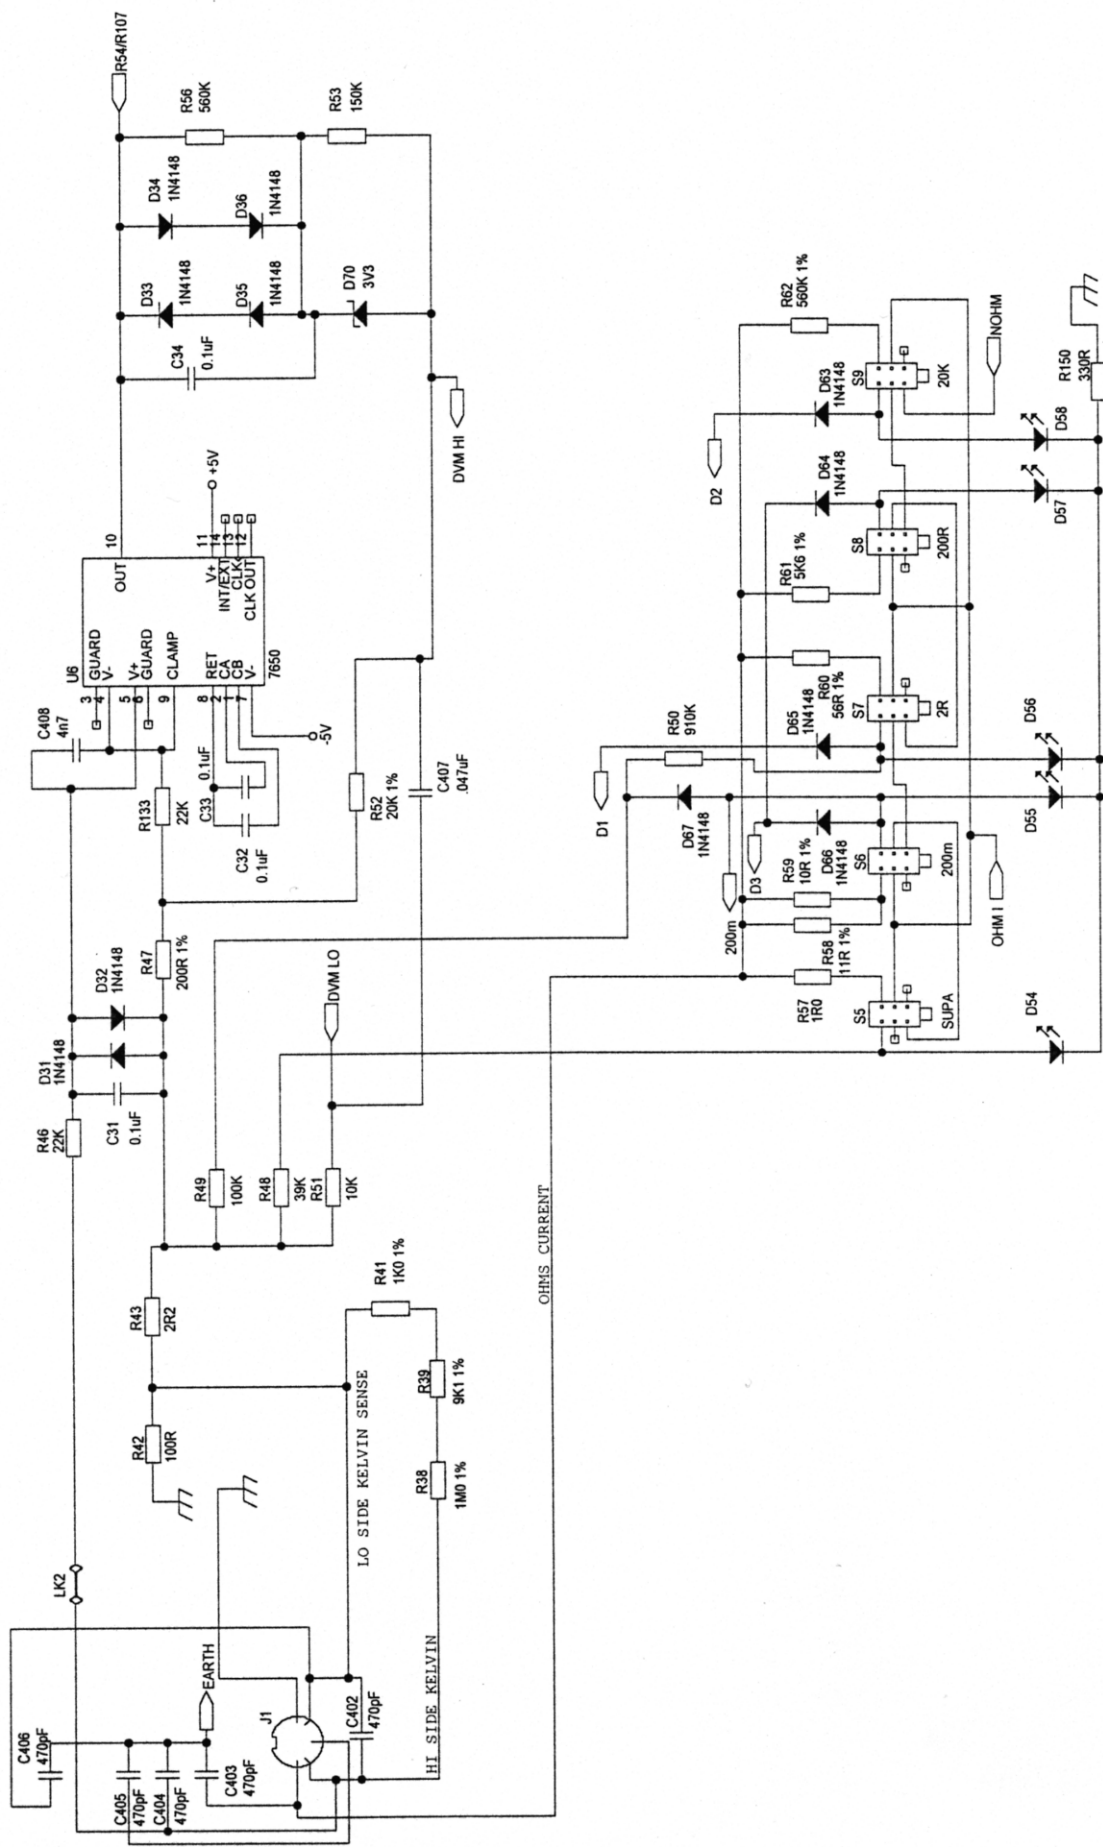 R54/R107
R56
560K
R53
150K
D34
1N4148
D36
1N4148
D33
1N4148
D35
1N4148
D70
3V3
C34
0.1uF
DVM HI
+5V
10
11
14
13
12
OUT
V+
INT/EXT
CLK
CLK OUT
U6
GUARD
V-
V+
GUARD
CLAMP
RET
CA
CB
V-
7650
3
4
5
6
9
8
2
1
7
-5V
C408
4n7
R133
22K
C33
0.1uF
C32
0.1uF
R52
20K 1%
C407
.047uF
R47
200R 1%
D32
1N4148
D31
1N4148
C31
0.1uF
R46
22K
DVM LO
R49
100K
R48
39K
R51
10K
R43
2R2
R42
100R
R41
1K0 1%
R39
9K1 1%
R38
1M0 1%
LO SIDE KELVIN SENSE
HI SIDE KELVIN
OHMS CURRENT
LK2
EARTH
J1
C402
470pF
C406
470pF
C405
470pF
C404
470pF
C403
470pF
R62
560K 1%
D63
1N4148
S9
20K
NOHM
R150
330R
D2
D64
1N4148
D58
D57
S8
200R
R61
5K6 1%
R60
56R 1%
D65
1N4148
S7
2R
R50
910K
D1
D67
1N4148
D56
D55
D3
D66
1N4148
R59
10R 1%
S6
200m
200m
OHM I
R58
11R 1%
R57
1R0
S5
SUPA
D54